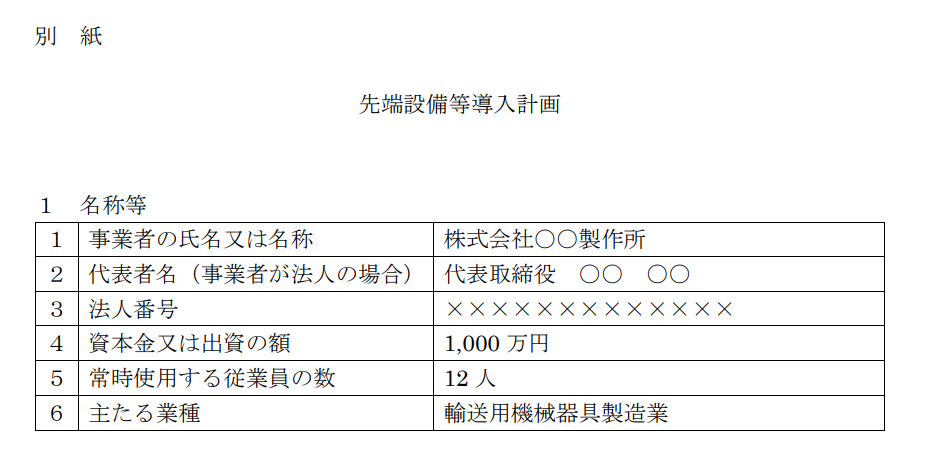 別　紙
先端設備等導入計画
１　名称等
１ 事業者の氏名又は名称 株式会社〇〇製作所
２ 代表者名（事業者が法人の場合） 代表取締役　〇〇　〇〇
３ 法人番号 ×××××××××××××
４ 資本金又は出資の額 1,000 万円
５ 常時使用する従業員の数 12 人
６ 主たる業種 輸送用機械器具製造業